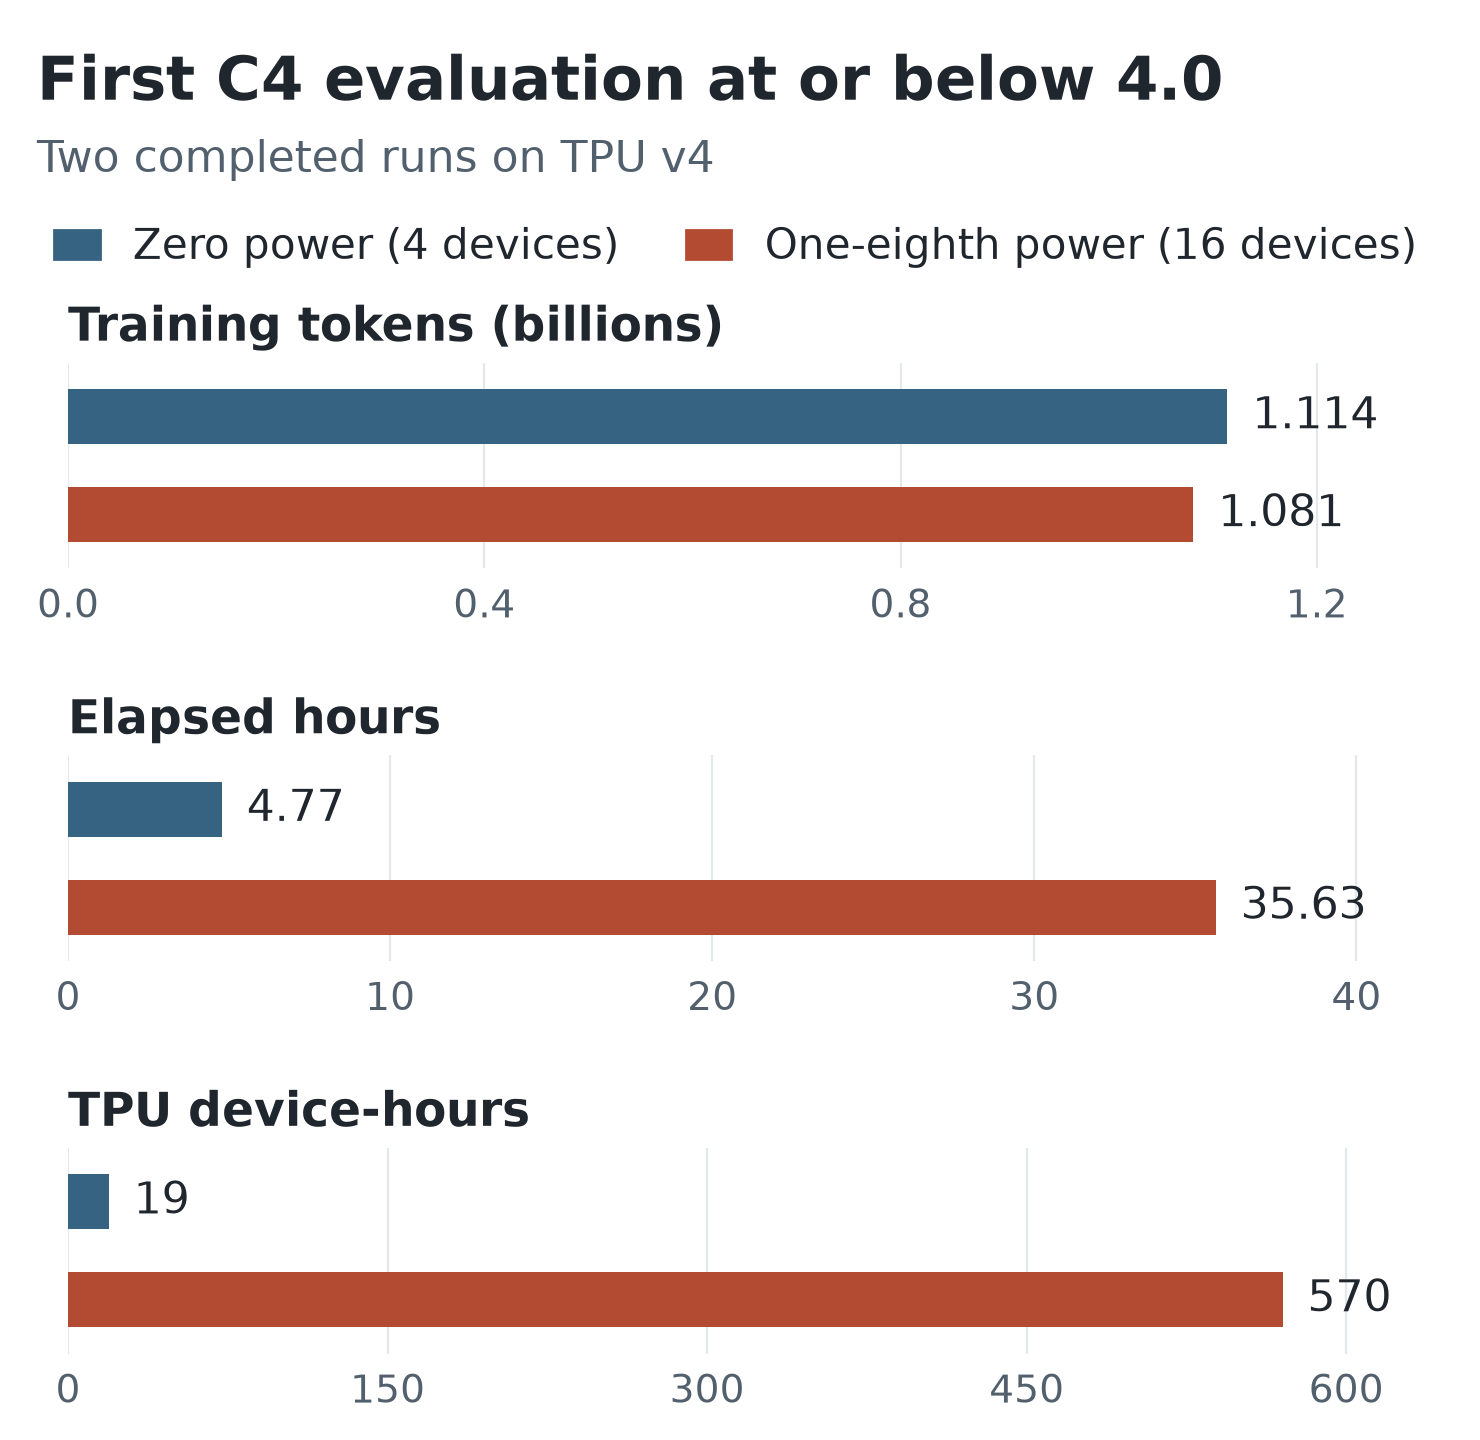 First C4 evaluation at or below 4.0
Two completed runs on TPU v4
Zero power (4 devices) One-eighth power (16 devices)
Training tokens (billions)
1.114
1.081
0.0 0.4 0.8 1.2
Elapsed hours
4.77
35.63
0 10 20 30 40
TPU device-hours
19
570
0 150 300 450 600